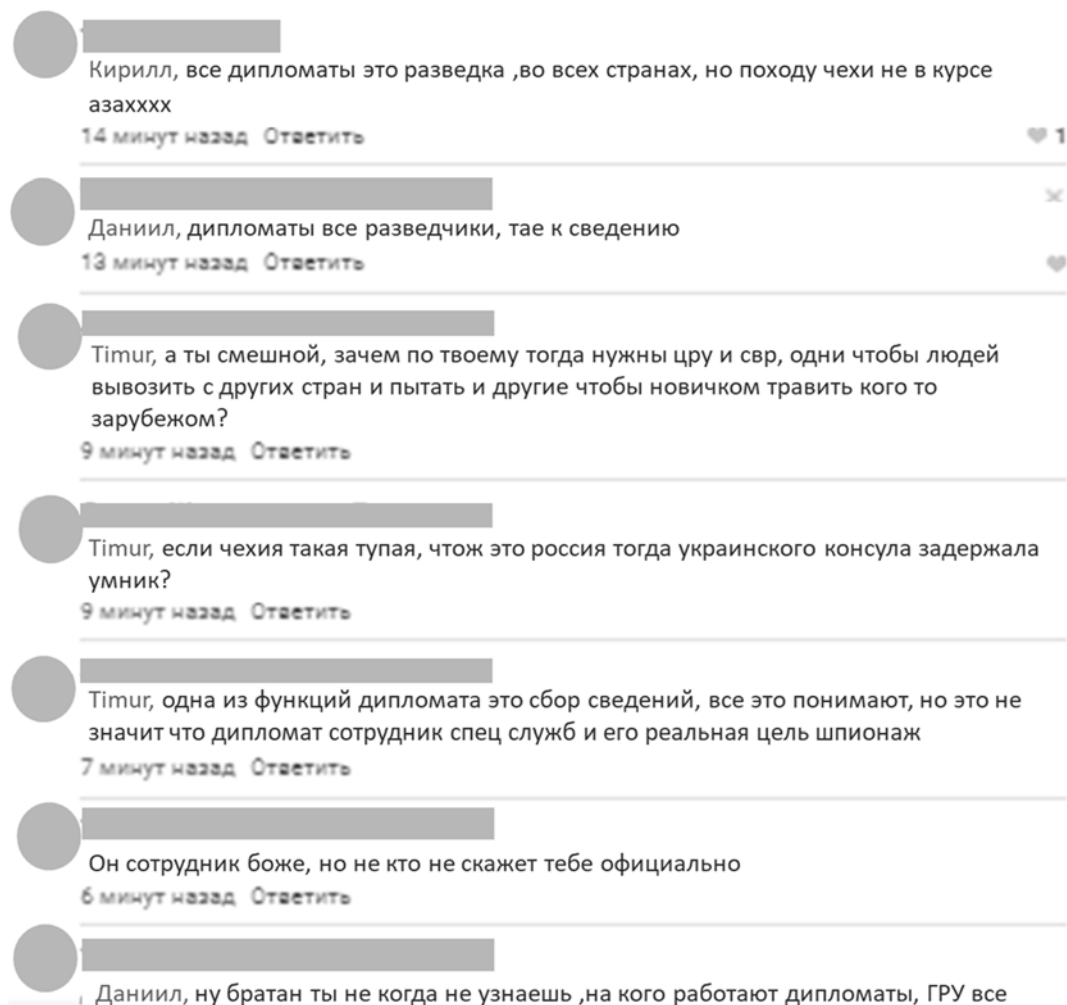 Кирилл, все дипломаты это разведка ,во всех странах, но походу чехи не в курсе
азахххх
14 минут назад Ответить
1
Даниил, дипломаты все разведчики, тае к сведению
13 минут назад Ответить
Timur, а ты смешной, зачем по твоему тогда нужны цру и свр, одни чтобы людей
вывозить с других стран и пытать и другие чтобы новичком травить кого то
зарубежом?
9 минут назад Ответить
Timur, если чехия такая тупая, чтож это россия тогда украинского консула задержала
умник?
9 минут назад Ответить
Timur, одна из функций дипломата это сбор сведений, все это понимают, но это не
значит что дипломат сотрудник спец служб и его реальная цель шпионаж
7 минут назад Ответить
Он сотрудник боже, но не кто не скажет тебе официально
6 минут назад Ответить
Даниил, ну братан ты не когда не узнаешь ,на кого работают дипломаты, ГРУ все